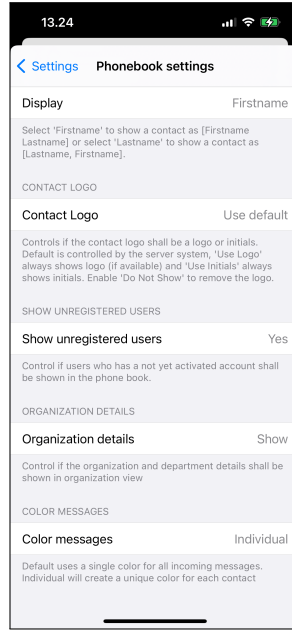 13.24
Settings Phonebook settings
Display Firstname
Select 'Firstname' to show a contact as [Firstname
Lastname] or select 'Lastname' to show a contact as
[Lastname, Firstname].
CONTACT LOGO
Contact Logo Use default
Controls if the contact logo shall be a logo or initials.
Default is controlled by the server system, 'Use Logo'
always shows logo (if available) and 'Use Initials' always
shows initials. Enable 'Do Not Show' to remove the logo.
SHOW UNREGISTERED USERS
Show unregistered users Yes
Control if users who has a not yet activated account shall
be shown in the phone book.
ORGANIZATION DETAILS
Organization details Show
Control if the organization and department details shall be
shown in organization view
COLOR MESSAGES
Color messages Individual
Default uses a single color for all incoming messages.
Individual will create a unique color for each contact